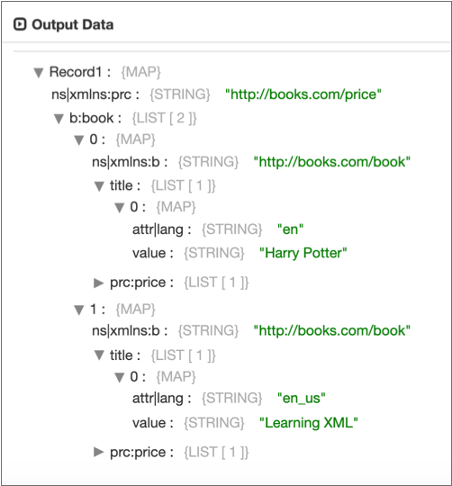 Output Data
Record1 : {MAP}
ns|xmlns:prc : {STRING} "http://books.com/price"
b:book : {LIST [ 2 ]}
0 : {MAP}
ns|xmlns:b : {STRING} "http://books.com/book"
title : {LIST [ 1 ]}
0 : {MAP}
attr|lang : {STRING} "en"
value : {STRING} "Harry Potter"
prc:price : {LIST [ 1 ]}
1 : {MAP}
ns|xmlns:b : {STRING} "http://books.com/book"
title : {LIST [ 1 ]}
0 : {MAP}
attr|lang : {STRING} "en_us"
value : {STRING} "Learning XML"
prc:price : {LIST [ 1 ]}